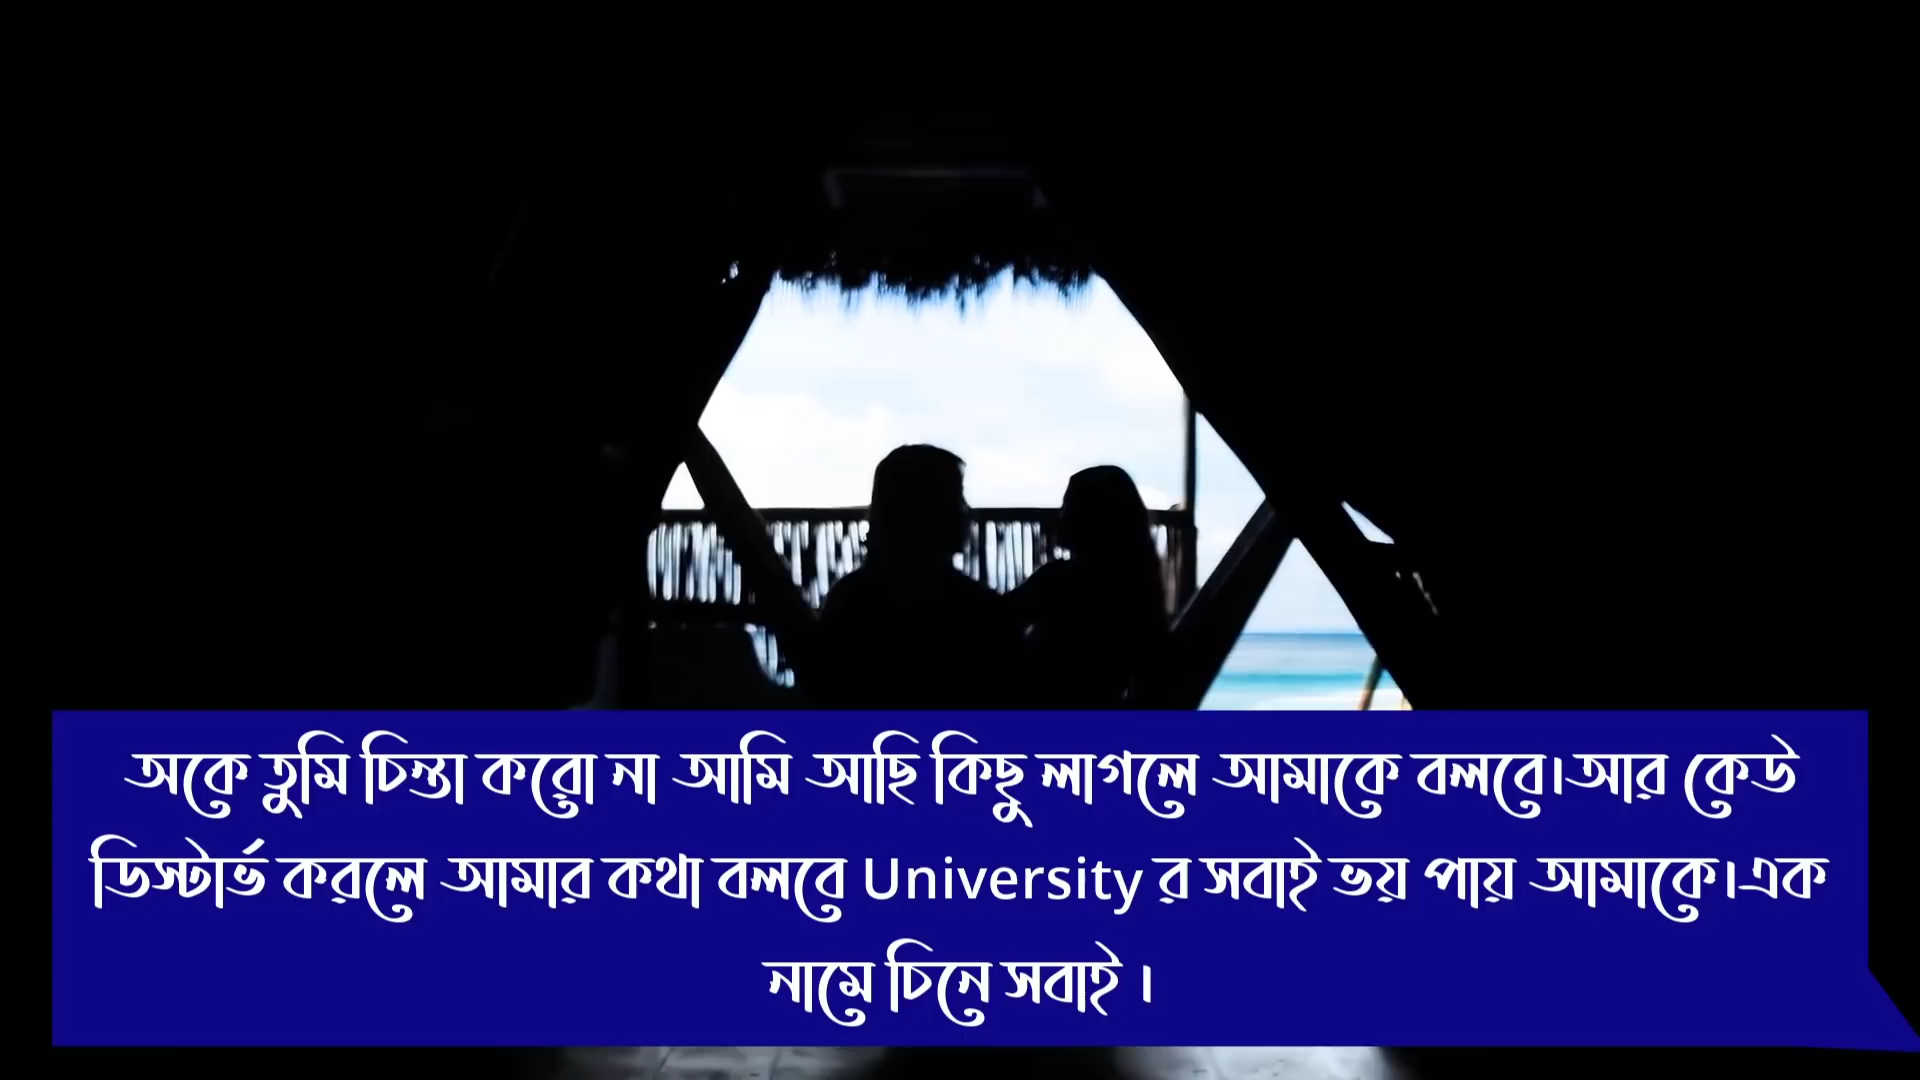 অকে তুমি চিন্তা করো না আমি আছি কিছু লাগলে আমাকে বলবে।আর কেউ
ডিস্টার্ভ করলে আমার কথা বলবে University র সবাই ভয় পায় আমাকে।এক
নামে চিনে সবাই ।